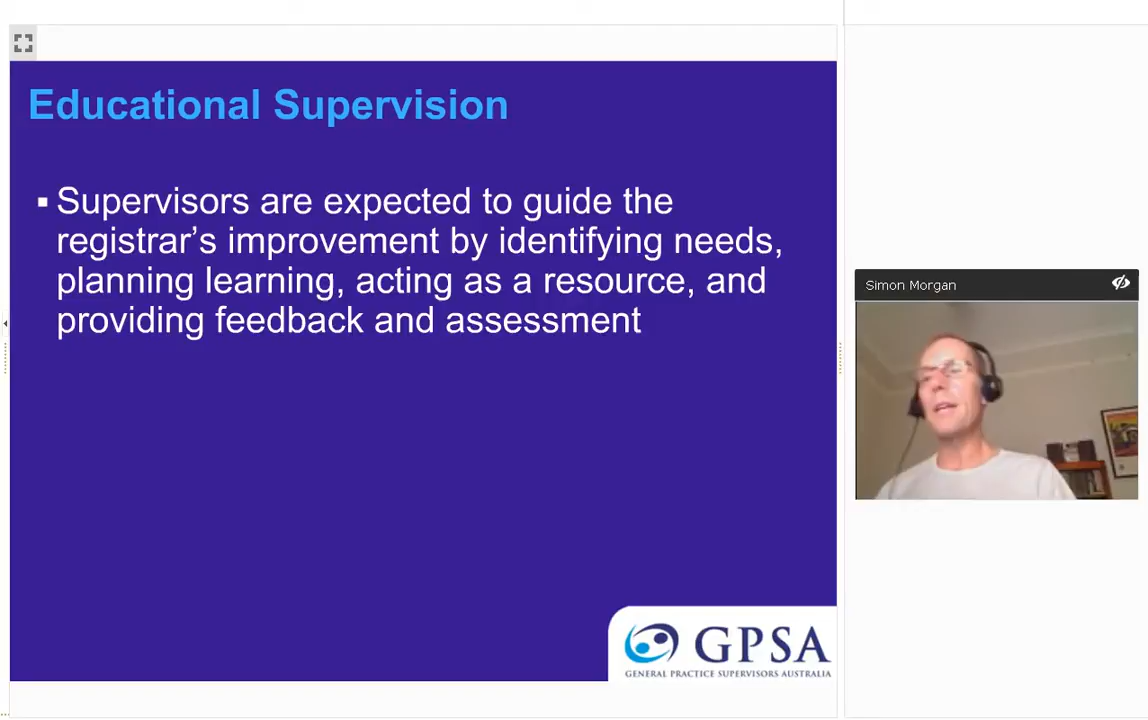 Educational Supervision
▪ Supervisors are expected to guide the
registrar’s improvement by identifying needs,
planning learning, acting as a resource, and
providing feedback and assessment
Simon Morgan
GPSA
GENERAL PRACTICE SUPERVISORS AUSTRALIA